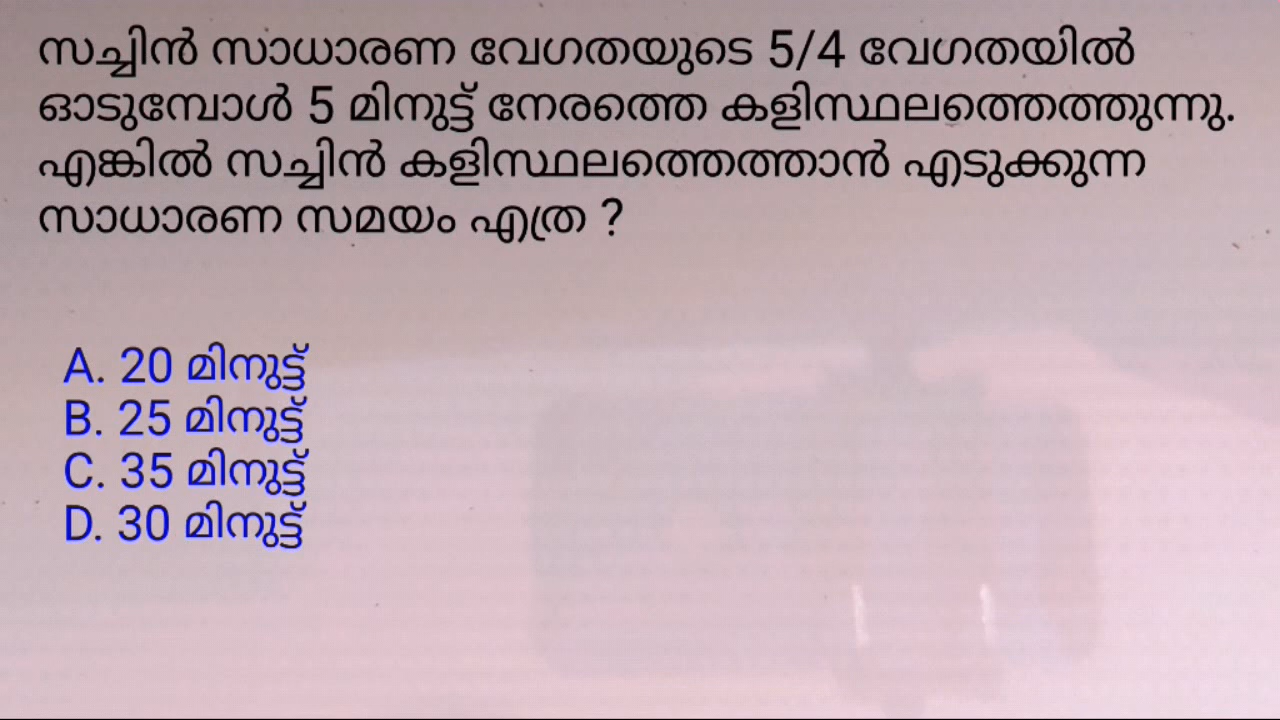 സച്ചിൻ സാധാരണ വേഗതയുടെ 5/4 വേഗതയിൽ
ഓടുമ്പോൾ 5 മിനുട്ട് നേരത്തെ കളിസ്ഥലത്തെത്തുന്നു.
എങ്കിൽ സച്ചിൻ കളിസ്ഥലത്തെത്താൻ എടുക്കുന്ന
സാധാരണ സമയം എത്ര ?
A. 20 മിനുട്ട്
B. 25 മിനുട്ട്
C. 35 മിനുട്ട്
D. 30 മിനുട്ട്